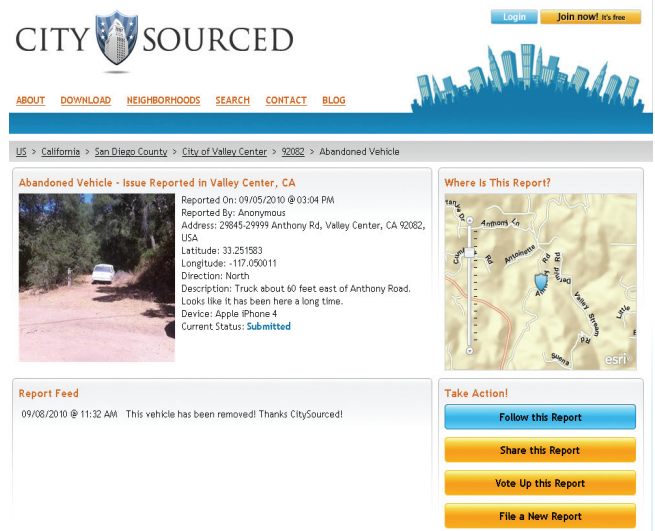 Login
Join now! It's free
CITY SOURCED
ABOUT DOWNLOAD NEIGHBORHOODS SEARCH CONTACT BLOG
US > California > San Diego County > City of Valley Center > 92082 > Abandoned Vehicle
Abandoned Vehicle - Issue Reported in Valley Center, CA
Reported On: 09/05/2010 @ 03:04 PM
Reported By: Anonymous
Address: 29845-29999 Anthony Rd, Valley Center, CA 92082,
USA
Latitude: 33.251583
Longitude: -117.050011
Direction: North
Description: Truck about 60 feet east of Anthony Road.
Looks like it has been here a long time.
Device: Apple iPhone 4
Current Status: Submitted
Where Is This Report?
Anthony Ln
Antoinette Rd
Valley Stream
Rd
Little
esri
Report Feed
09/08/2010 @ 11:32 AM This vehicle has been removed! Thanks CitySourced!
Take Action!
Follow this Report
Share this Report
Vote Up this Report
File a New Report